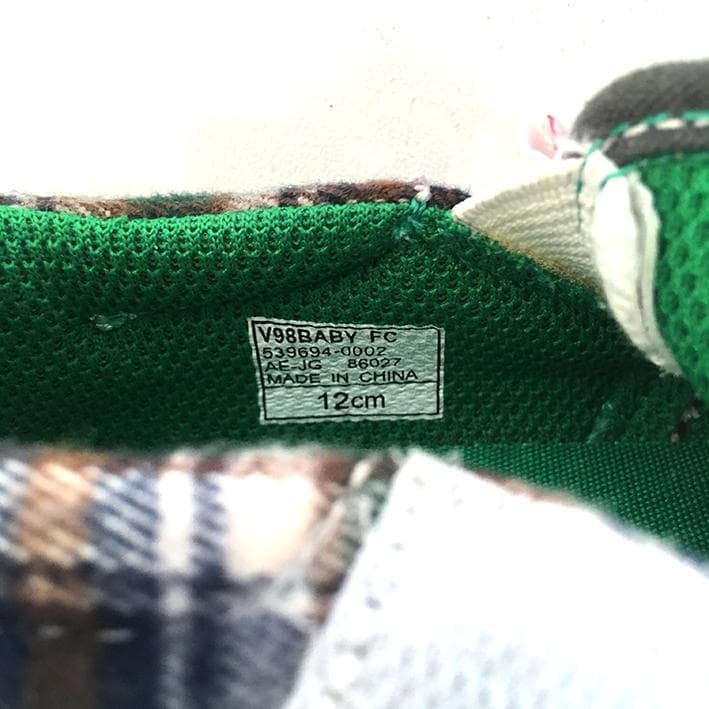 V98BABY FC
539694-0002
AE-JG 86027
MADE IN CHINA
12cm